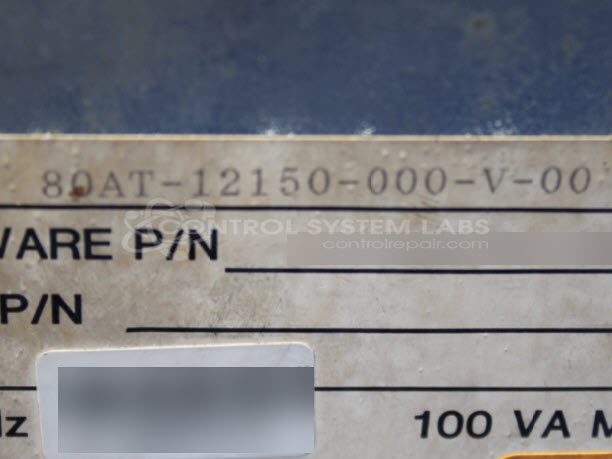 80AT-12150-000-V-00
CONTROL SYSTEM LABS
WARE P/N
controlrepair.com
P/N
Hz
100 VA M